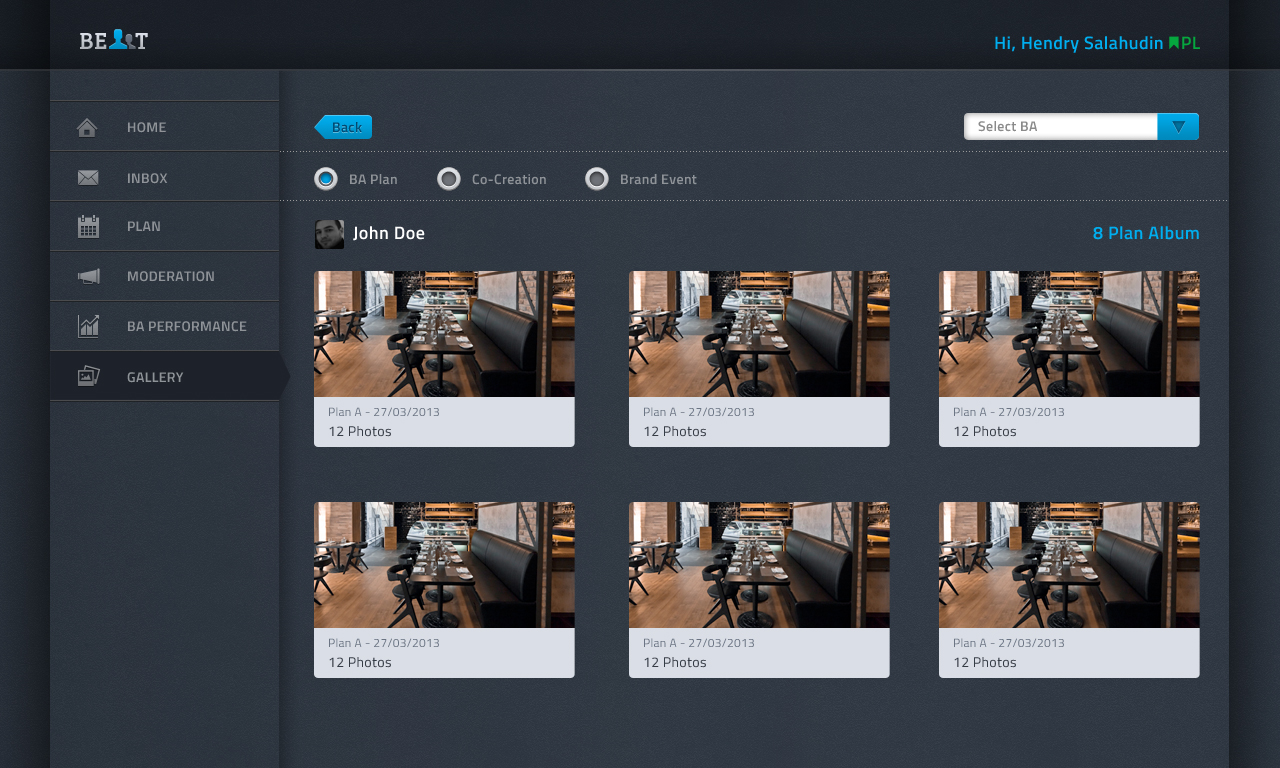 BE T
Hi, Hendry Salahudin PL
HOME
INBOX
PLAN
MODERATION
BA PERFORMANCE
GALLERY
Back
Select BA
BA Plan
Co-Creation
Brand Event
John Doe
8 Plan Album
Plan A - 27/03/2013
12 Photos
Plan A - 27/03/2013
12 Photos
Plan A - 27/03/2013
12 Photos
Plan A - 27/03/2013
12 Photos
Plan A - 27/03/2013
12 Photos
Plan A - 27/03/2013
12 Photos